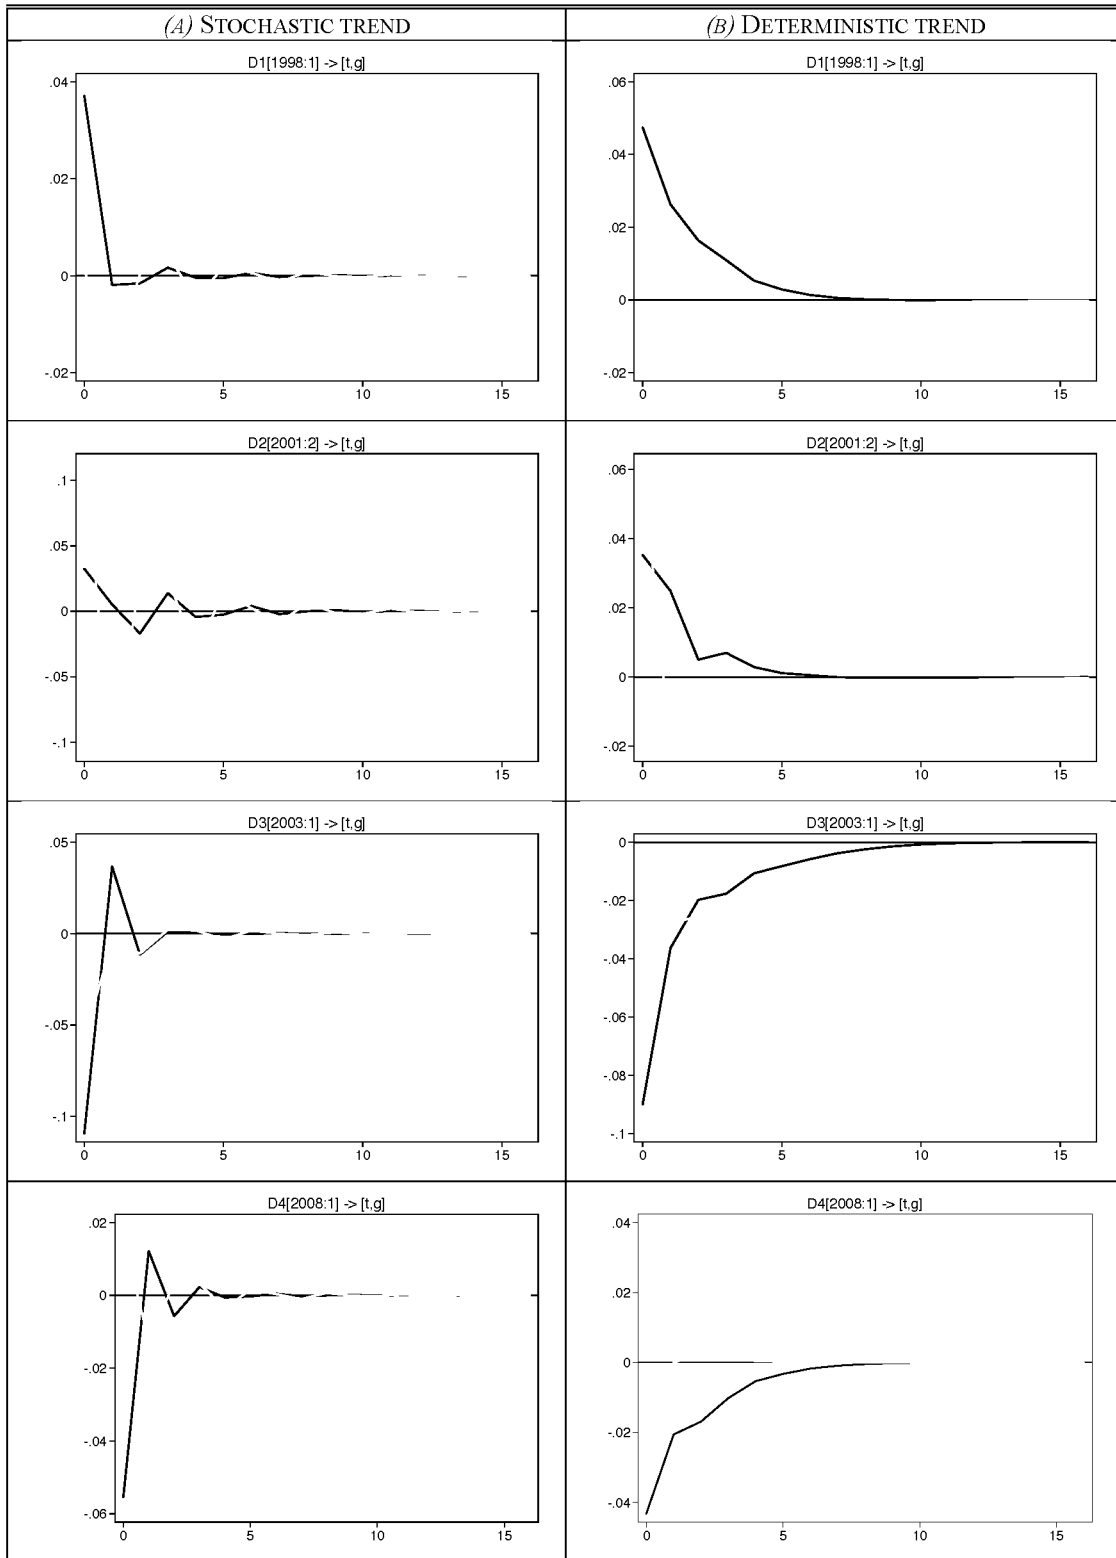 (A) STOCHASTIC TREND
(B) DETERMINISTIC TREND
D1[1998:1] -> [t,g]
.04
.02
0
-.02
0 5 10 15
D1[1998:1] -> [t,g]
.06
.04
.02
0
-.02
0 5 10 15
D2[2001:2] -> [t,g]
.1
.05
0
-.05
-.1
0 5 10 15
D2[2001:2] -> [t,g]
.06
.04
.02
0
-.02
0 5 10 15
D3[2003:1] -> [t,g]
.05
0
-.05
-.1
0 5 10 15
D3[2003:1] -> [t,g]
0
-.02
-.04
-.06
-.08
-.1
0 5 10 15
D4[2008:1] -> [t,g]
.02
0
-.02
-.04
-.06
0 5 10 15
D4[2008:1] -> [t,g]
.04
.02
0
-.02
-.04
0 5 10 15